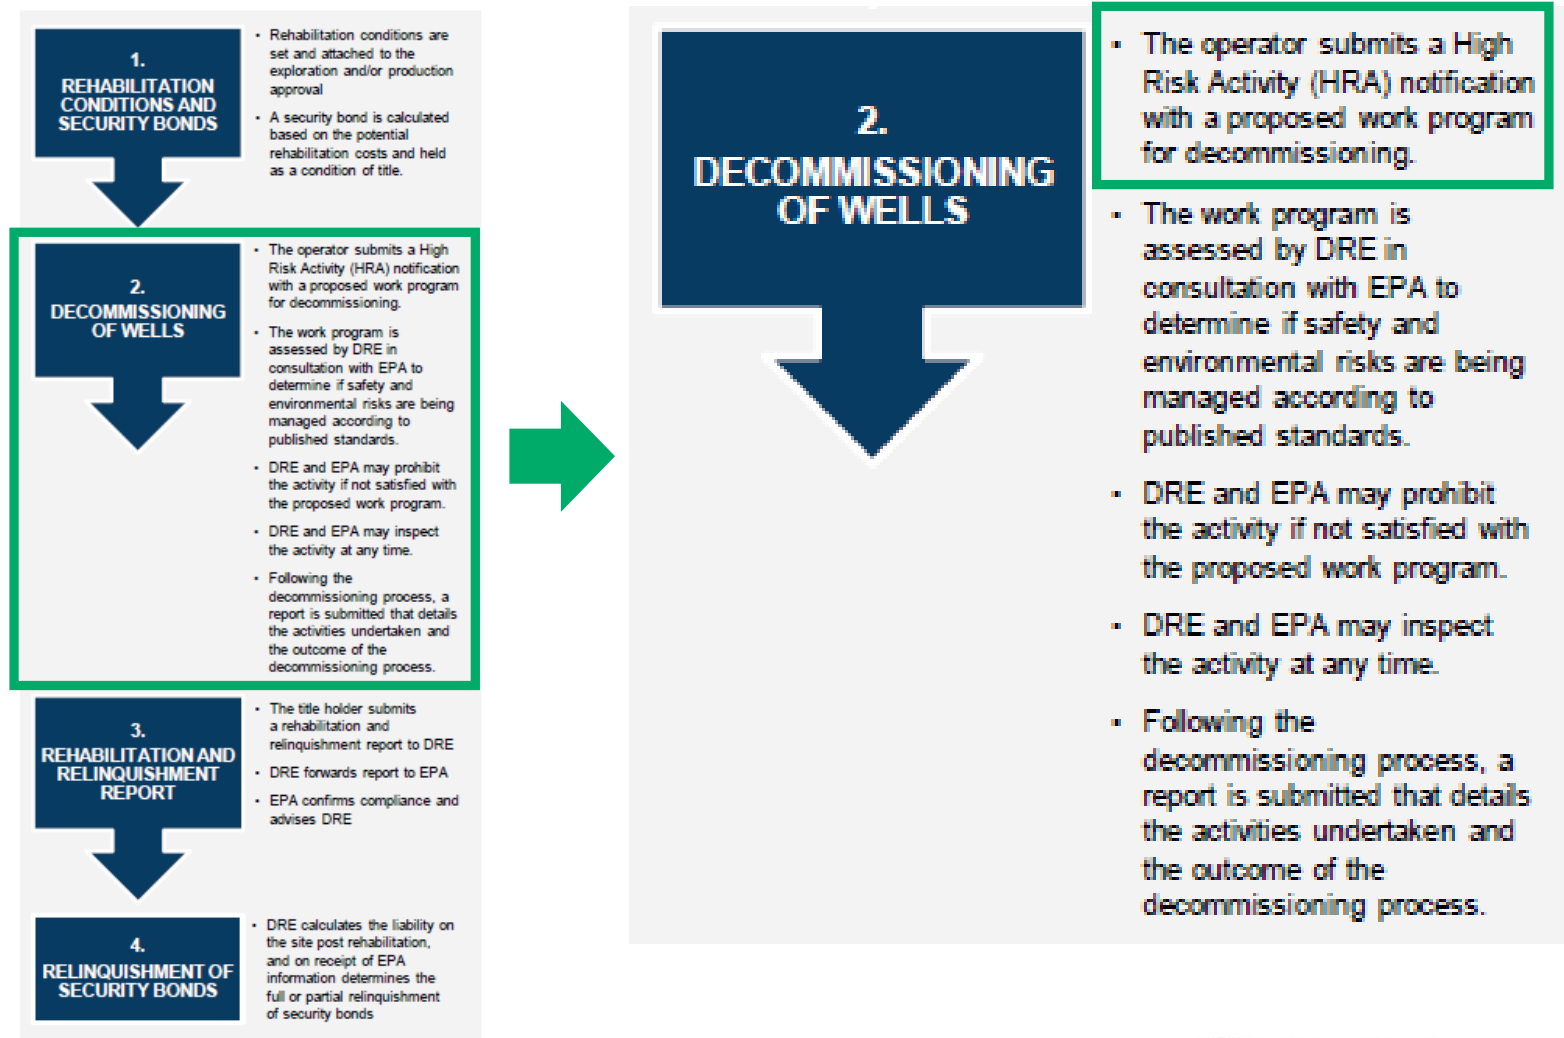 1.
REHABILITATION
CONDITIONS AND
SECURITY BONDS
• Rehabilitation conditions are
set and attached to the
exploration and/or production
approval
• A security bond is calculated
based on the potential
rehabilitation costs and held
as a condition of title.
2.
DECOMMISSIONING
OF WELLS
• The operator submits a High
Risk Activity (HRA) notification
with a proposed work program
for decommissioning.
• The work program is
assessed by DRE in
consultation with EPA to
determine if safety and
environmental risks are being
managed according to
published standards.
• DRE and EPA may prohibit
the activity if not satisfied with
the proposed work program.
• DRE and EPA may inspect
the activity at any time.
• Following the
decommissioning process, a
report is submitted that details
the activities undertaken and
the outcome of the
decommissioning process.
3.
REHABILITATION AND
RELINQUISHMENT
REPORT
• The title holder submits
a rehabilitation and
relinquishment report to DRE
• DRE forwards report to EPA
• EPA confirms compliance and
advises DRE
4.
RELINQUISHMENT OF
SECURITY BONDS
• DRE calculates the liability on
the site post rehabilitation,
and on receipt of EPA
information determines the
full or partial relinquishment
of security bonds
2.
DECOMMISSIONING
OF WELLS
• The operator submits a High
Risk Activity (HRA) notification
with a proposed work program
for decommissioning.
• The work program is
assessed by DRE in
consultation with EPA to
determine if safety and
environmental risks are being
managed according to
published standards.
• DRE and EPA may prohibit
the activity if not satisfied with
the proposed work program.
• DRE and EPA may inspect
the activity at any time.
• Following the
decommissioning process, a
report is submitted that details
the activities undertaken and
the outcome of the
decommissioning process.